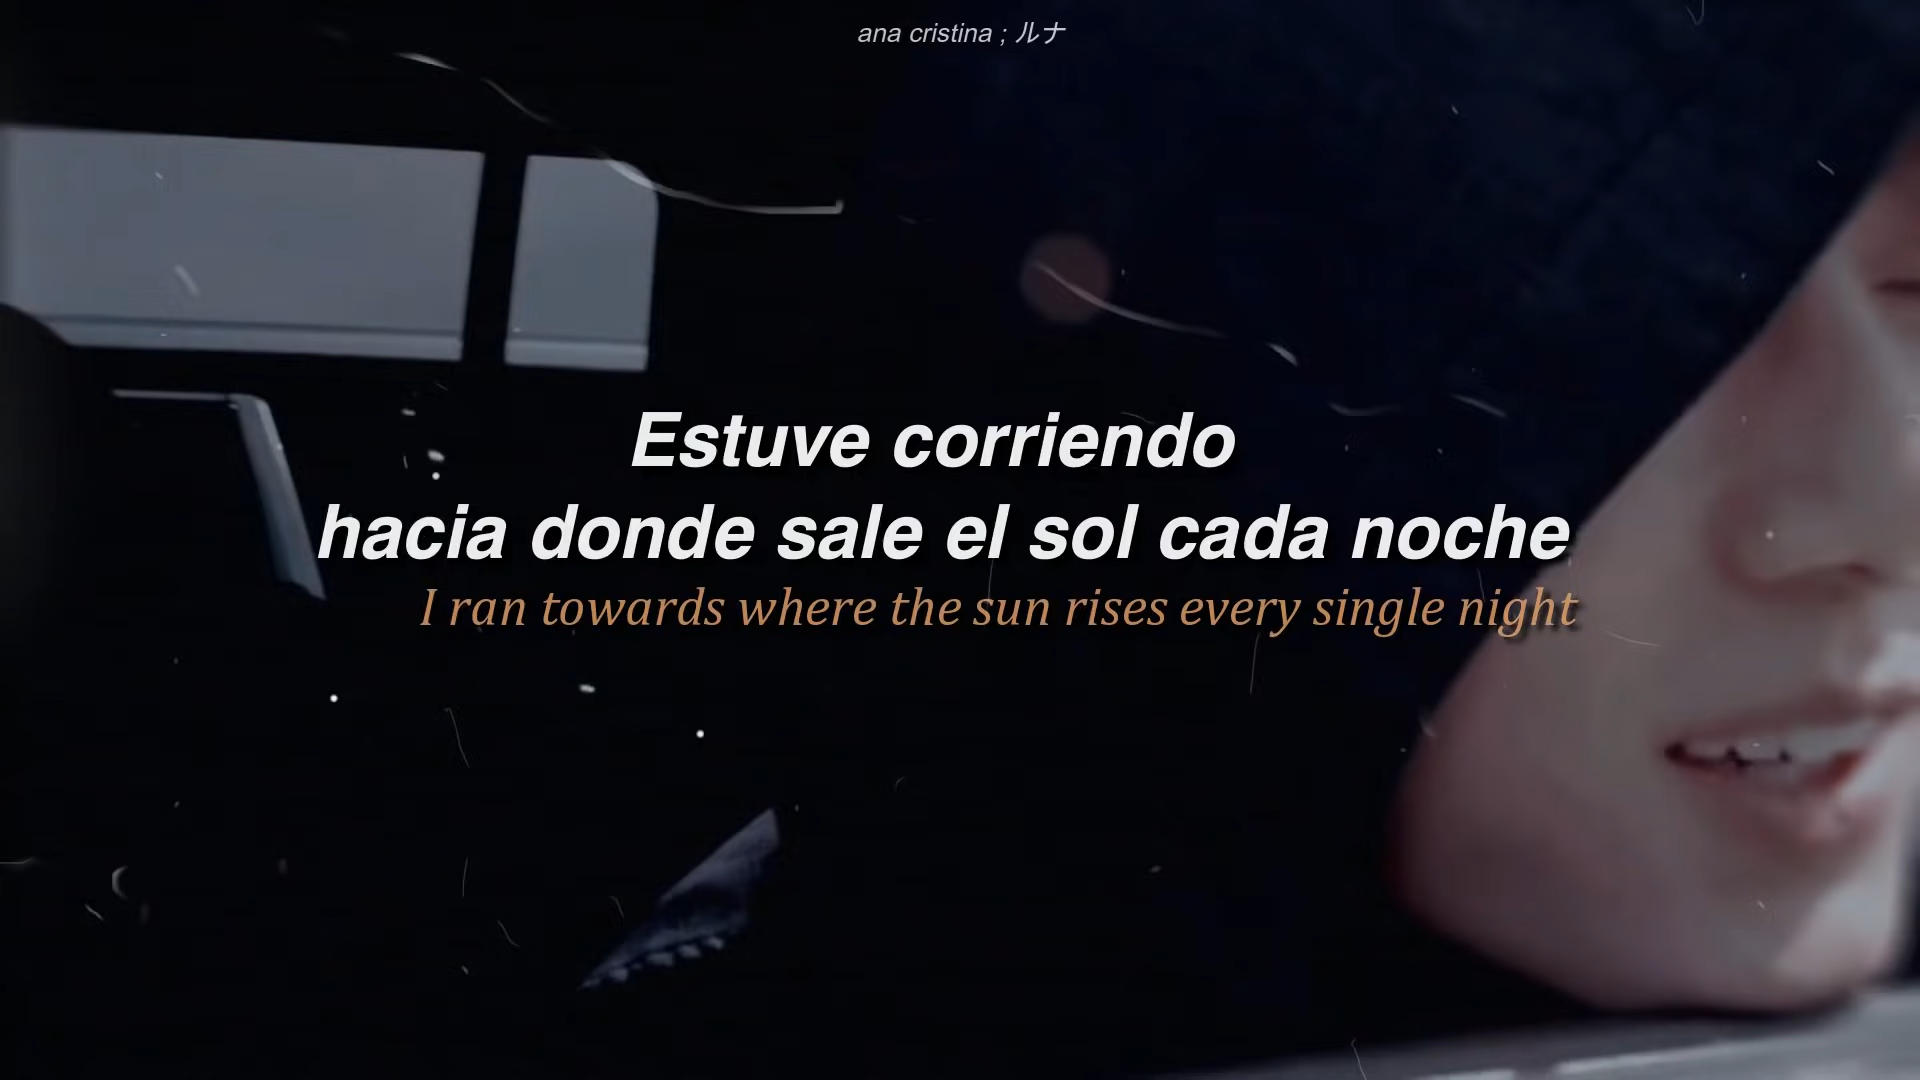 ana cristina ; ルナ
Estuve corriendo
hacia donde sale el sol cada noche
I ran towards where the sun rises every single night